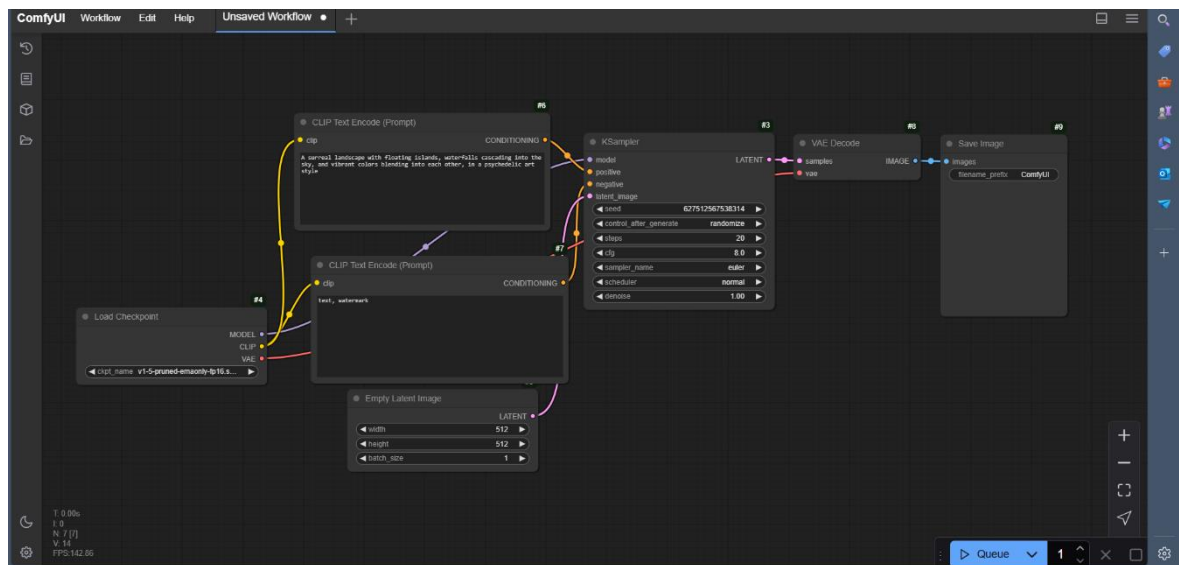 ComfyUI Workflow Edit Help Unsaved Workflow
#6
CLIP Text Encode (Prompt)
clip CONDITIONING
A surreal landscape with floating islands, waterfalls cascading into the
sky, and vibrant colors blending into each other, in a psychedelic art
style
#3
KSampler
model LATENT
positive
negative
latent_image
seed 627512567538314
control_after_generate randomize
steps 20
cfg 8.0
sampler_name euler
scheduler normal
denoise 1.00
#8
VAE Decode
samples IMAGE
vae
#9
Save Image
images
filename_prefix ComfyUI
#7
CLIP Text Encode (Prompt)
clip CONDITIONING
text, watermark
#4
Load Checkpoint
MODEL
CLIP
VAE
ckpt_name v1-5-pruned-emaonly-fp16.s...
Empty Latent Image
LATENT
width 512
height 512
batch_size 1
T: 0.00s
I: 0
N: 7 [7]
V: 14
FPS:142.86
Queue 1